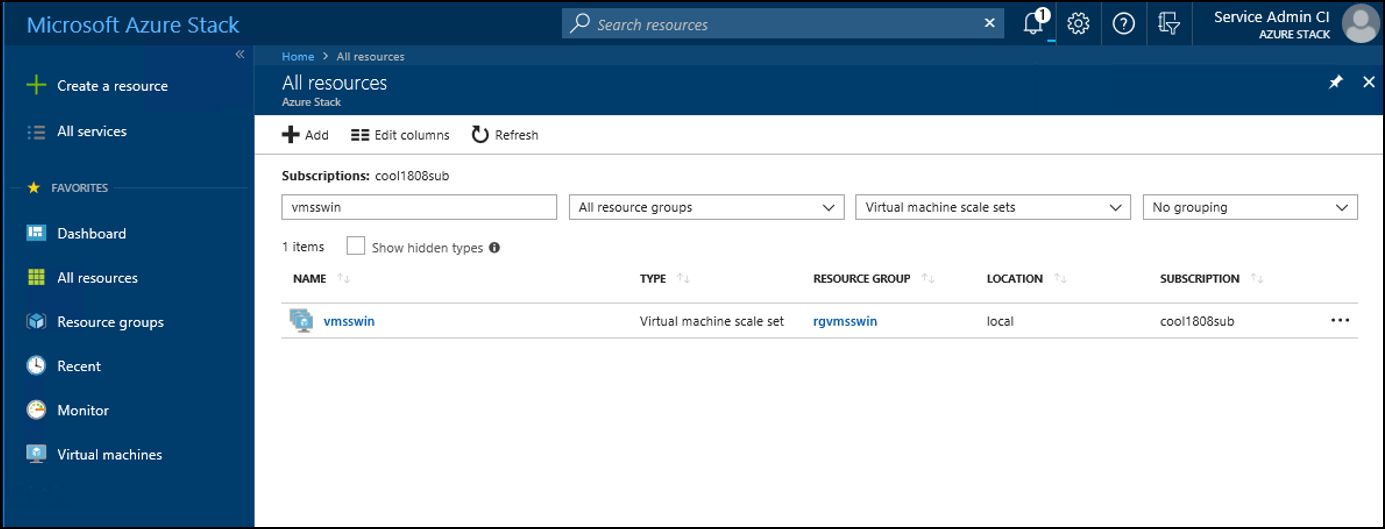 Microsoft Azure Stack
Search resources
1
Service Admin CI
AZURE STACK
Create a resource
All services
FAVORITES
Dashboard
All resources
Resource groups
Recent
Monitor
Virtual machines
Home > All resources
All resources
Azure Stack
Add Edit columns Refresh
Subscriptions: cool1808sub
vmsswin All resource groups Virtual machine scale sets No grouping
1 items Show hidden types
NAME TYPE RESOURCE GROUP LOCATION SUBSCRIPTION
vmsswin Virtual machine scale set rgvmsswin local cool1808sub